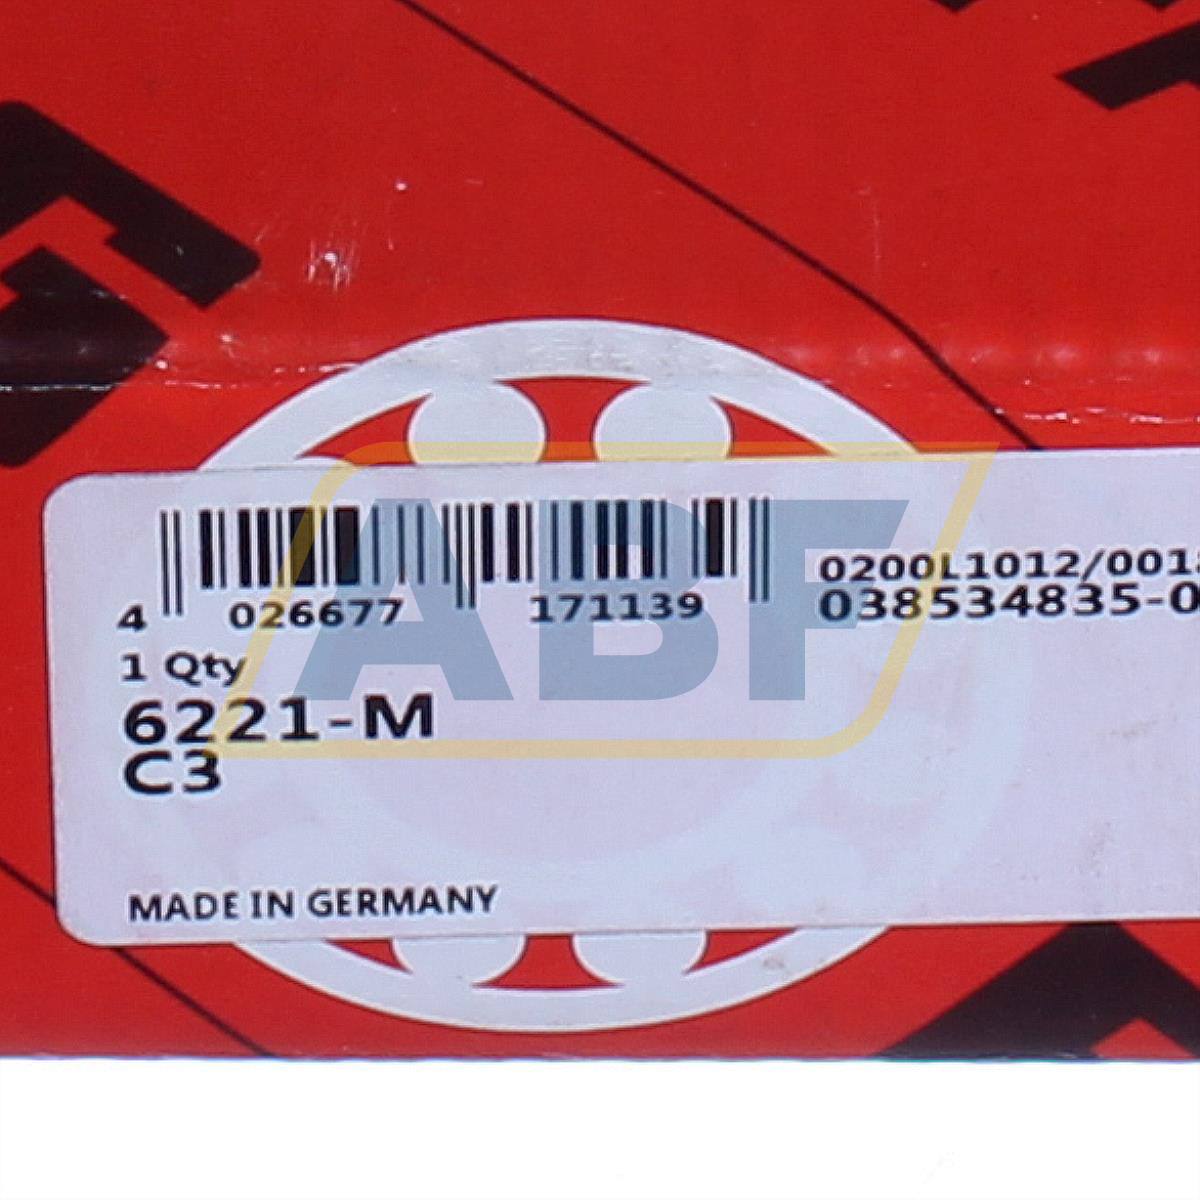 4 026677 171139
0200L1012/001
038534835-0
1 Qty
6221-M
C3
MADE IN GERMANY
ABF